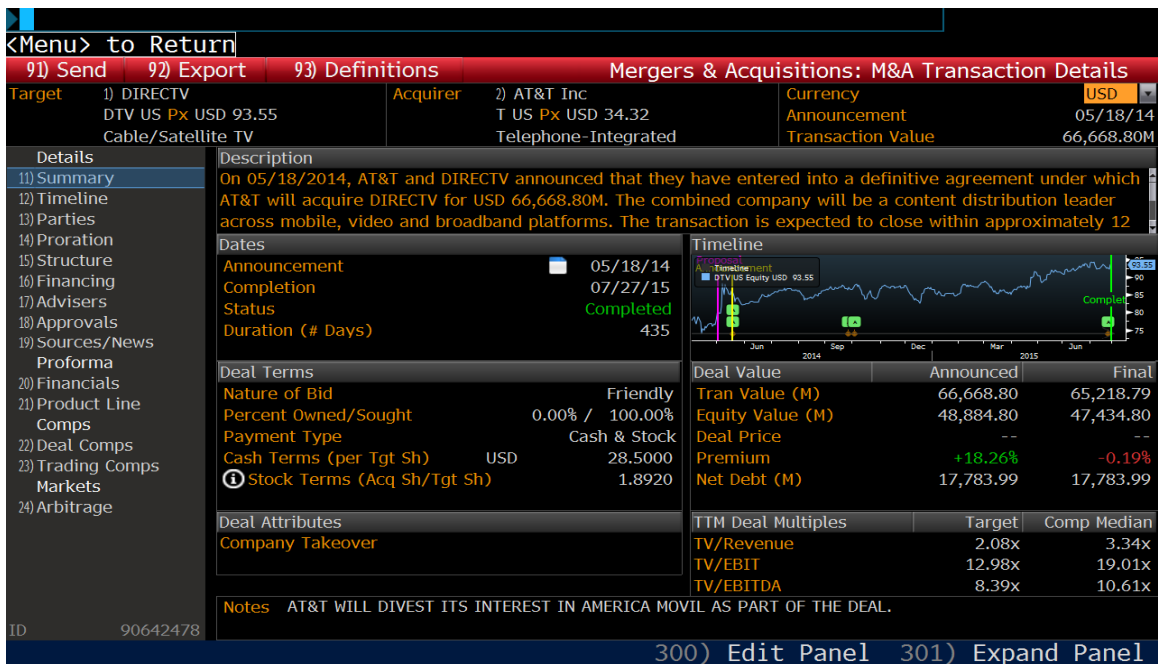 <Menu> to Return
91) Send 92) Export 93) Definitions Mergers & Acquisitions: M&A Transaction Details
Target 1) DIRECTV Acquirer 2) AT&T Inc Currency USD
DTV US Px USD 93.55 T US Px USD 34.32 Announcement 05/18/14
Cable/Satellite TV Telephone-Integrated Transaction Value 66,668.80M
Details
11) Summary
12) Timeline
13) Parties
14) Proration
15) Structure
16) Financing
17) Advisers
18) Approvals
19) Sources/News
Proforma
20) Financials
21) Product Line
Comps
22) Deal Comps
23) Trading Comps
Markets
24) Arbitrage
ID 90642478
Description
On 05/18/2014, AT&T and DIRECTV announced that they have entered into a definitive agreement under which
AT&T will acquire DIRECTV for USD 66,668.80M. The combined company will be a content distribution leader
across mobile, video and broadband platforms. The transaction is expected to close within approximately 12
Dates
Announcement 05/18/14
Completion 07/27/15
Status Completed
Duration (# Days) 435
Timeline
Proposal
Timeline
DTV US Equity USD 93.55
93.55
90
85
Complet
80
75
Jun Sep Dec Mar Jun
2014 2015
Deal Terms
Nature of Bid Friendly
Percent Owned/Sought 0.00% / 100.00%
Payment Type Cash & Stock
Cash Terms (per Tgt Sh) USD 28.5000
Stock Terms (Acq Sh/Tgt Sh) 1.8920
Deal Value Announced Final
Tran Value (M) 66,668.80 65,218.79
Equity Value (M) 48,884.80 47,434.80
Deal Price -- --
Premium +18.26% -0.19%
Net Debt (M) 17,783.99 17,783.99
Deal Attributes
Company Takeover
TTM Deal Multiples Target Comp Median
TV/Revenue 2.08x 3.34x
TV/EBIT 12.98x 19.01x
TV/EBITDA 8.39x 10.61x
Notes AT&T WILL DIVEST ITS INTEREST IN AMERICA MOVIL AS PART OF THE DEAL.
300) Edit Panel 301) Expand Panel